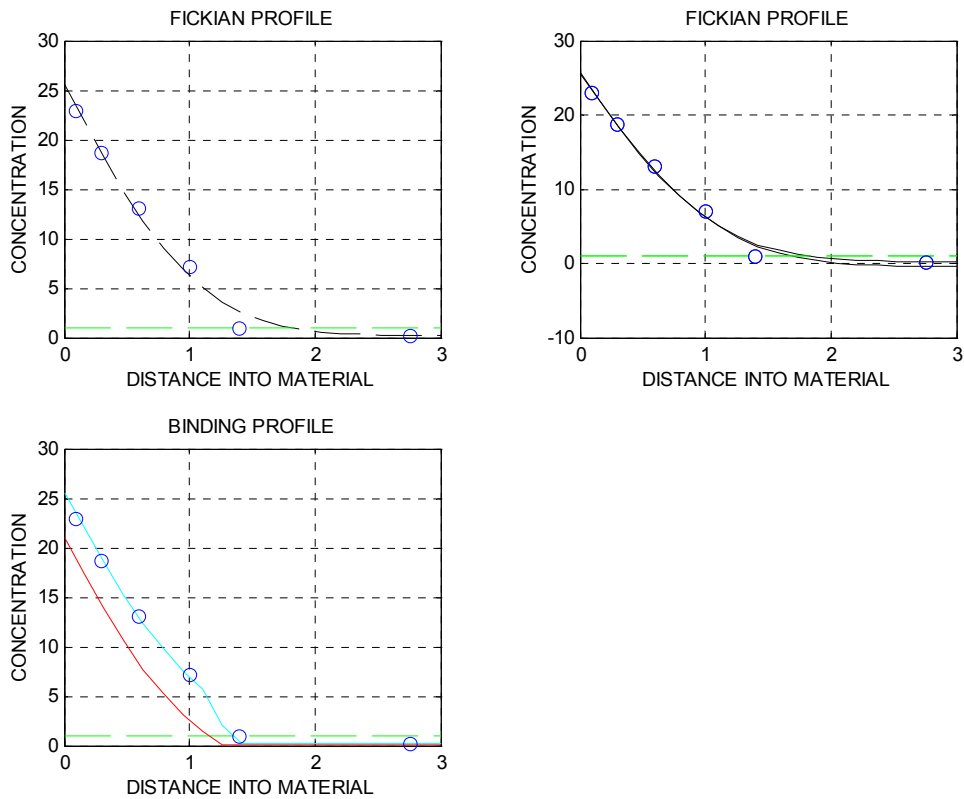 FICKIAN PROFILE
30
25
20
15
10
5
0
CONCENTRATION
0 1 2 3
DISTANCE INTO MATERIAL
FICKIAN PROFILE
30
20
10
0
-10
CONCENTRATION
0 1 2 3
DISTANCE INTO MATERIAL
BINDING PROFILE
30
25
20
15
10
5
0
CONCENTRATION
0 1 2 3
DISTANCE INTO MATERIAL